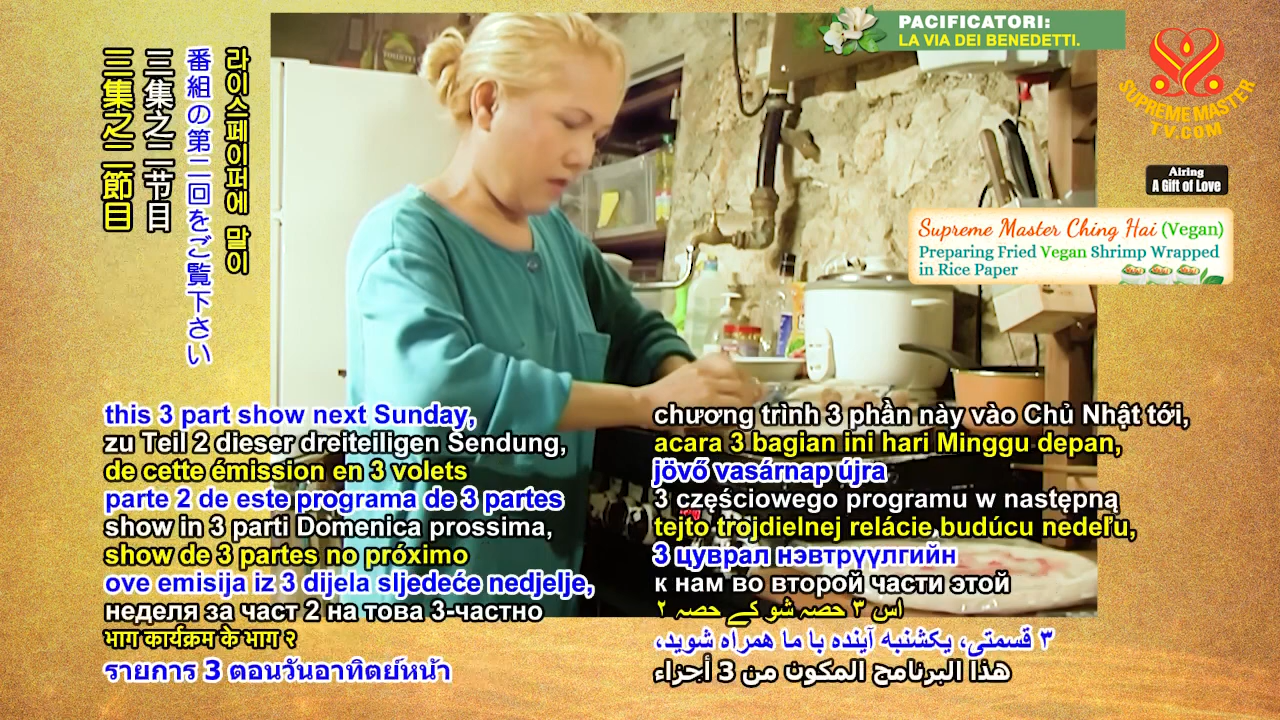 PACIFICATORI:
LA VIA DEI BENEDETTI.
SUPREME MASTER
TV.COM
Airing
A Gift of Love
Supreme Master Ching Hai (Vegan)
Preparing Fried Vegan Shrimp Wrapped
in Rice Paper
라이스페이퍼에 말이
番組の第二回をご覧下さい
三集之二节目
三集之二節目
this 3 part show next Sunday,
zu Teil 2 dieser dreiteiligen Sendung,
de cette émission en 3 volets
parte 2 de este programa de 3 partes
show in 3 parti Domenica prossima,
show de 3 partes no próximo
ove emisija iz 3 dijela sljedeće nedjelje,
неделя за част 2 на това 3-частно
भाग कार्यक्रम के भाग २
รายการ 3 ตอนวันอาทิตย์หน้า
chương trình 3 phần này vào Chủ Nhật tới,
acara 3 bagian ini hari Minggu depan,
jövő vasárnap újra
3 częściowego programu w następną
tejto trojdielnej relácie,budúcu nedeľu,
3 цуврал нэвтрүүлгийн
к нам во второй части этой
اس ۳ حصہ شو کے حصہ ۲
۳ قسمتی، یکشنبه آینده با ما همراه شوید،
هذا البرنامج المكون من 3 أجزاء